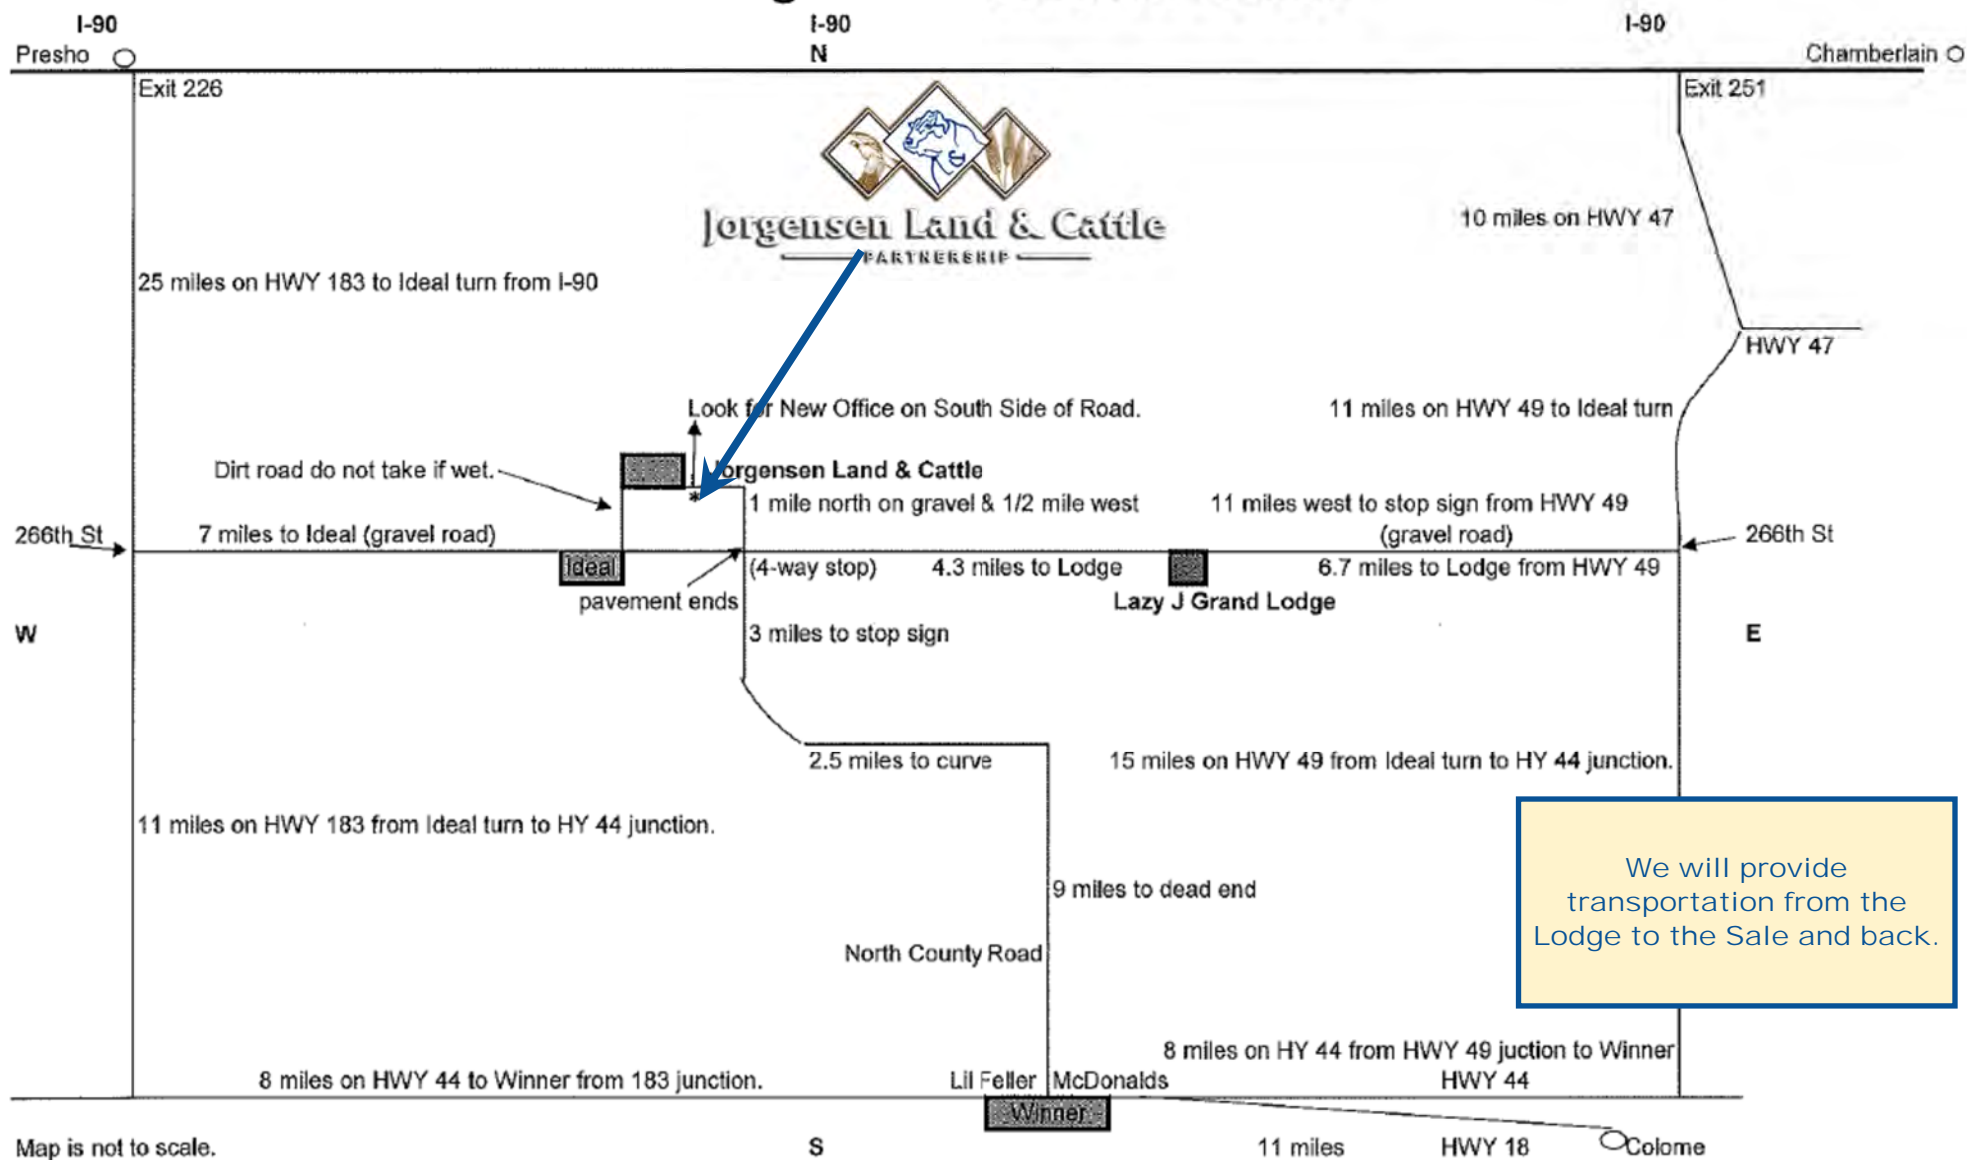 I-90
I-90
I-90
Presho
N
Chamberlain
Exit 226
Exit 251
Jorgensen Land & Cattle
PARTNERSHIP
10 miles on HWY 47
25 miles on HWY 183 to Ideal turn from I-90
HWY 47
Look for New Office on South Side of Road.
11 miles on HWY 49 to Ideal turn
Dirt road do not take if wet.
Jorgensen Land & Cattle
*
1 mile north on gravel & 1/2 mile west
11 miles west to stop sign from HWY 49
(gravel road)
266th St
7 miles to Ideal (gravel road)
266th St
Ideal
(4-way stop)
4.3 miles to Lodge
6.7 miles to Lodge from HWY 49
pavement ends
Lazy J Grand Lodge
W
3 miles to stop sign
E
2.5 miles to curve
15 miles on HWY 49 from Ideal turn to HY 44 junction.
11 miles on HWY 183 from Ideal turn to HY 44 junction.
We will provide
transportation from the
Lodge to the Sale and back.
9 miles to dead end
North County Road
8 miles on HY 44 from HWY 49 juction to Winner
8 miles on HWY 44 to Winner from 183 junction.
Lil Feller
McDonalds
HWY 44
Winner
Map is not to scale.
S
11 miles
HWY 18
Colome